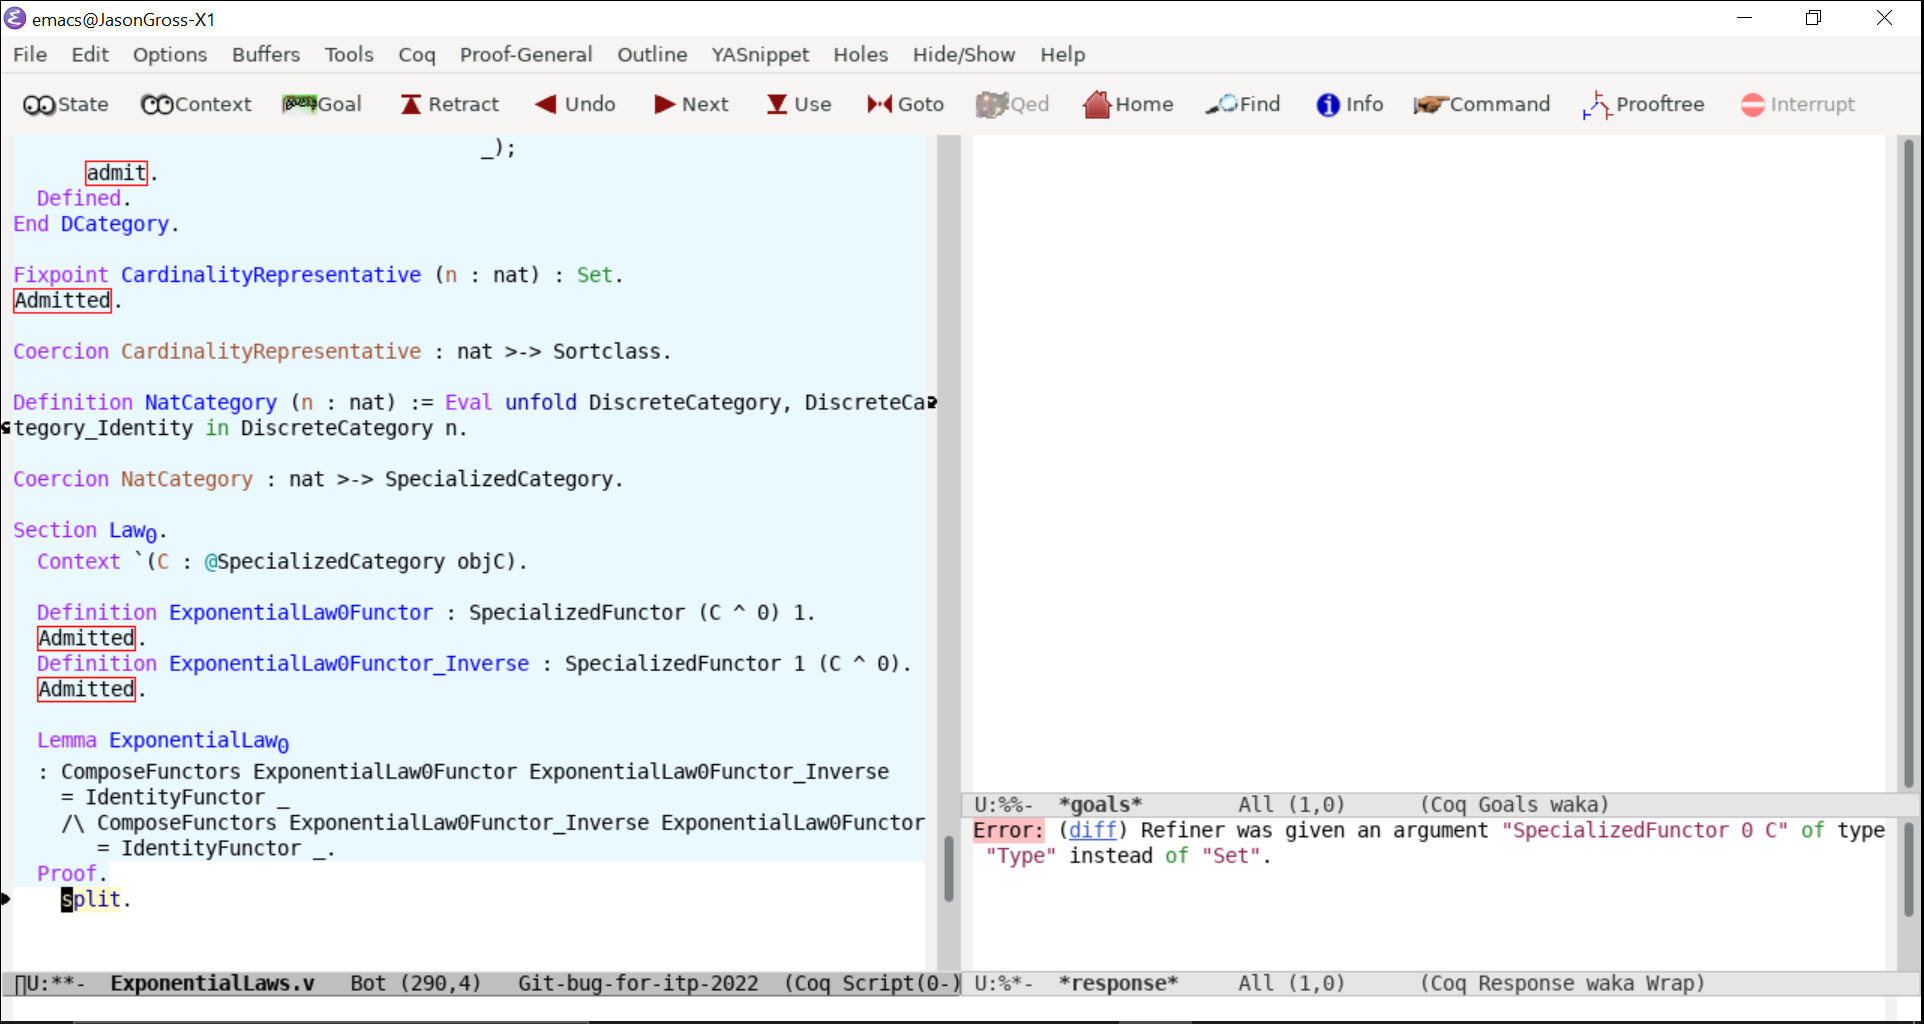 emacs@JasonGross-X1
File Edit Options Buffers Tools Coq Proof-General Outline YASnippet Holes Hide/Show Help
State Context Goal Retract Undo Next Use Goto Qed Home Find Info Command Prooftree Interrupt
_);
admit.
Defined.
End DCategory.
Fixpoint CardinalityRepresentative (n : nat) : Set.
Admitted.
Coercion CardinalityRepresentative : nat >-> Sortclass.
Definition NatCategory (n : nat) := Eval unfold DiscreteCategory, DiscreteCa
tegory_Identity in DiscreteCategory n.
Coercion NatCategory : nat >-> SpecializedCategory.
Section Law0.
Context `(C : @SpecializedCategory objC).
Definition ExponentialLaw0Functor : SpecializedFunctor (C ^ 0) 1.
Admitted.
Definition ExponentialLaw0Functor_Inverse : SpecializedFunctor 1 (C ^ 0).
Admitted.
Lemma ExponentialLaw0
: ComposeFunctors ExponentialLaw0Functor ExponentialLaw0Functor_Inverse
= IdentityFunctor _
/\ ComposeFunctors ExponentialLaw0Functor_Inverse ExponentialLaw0Functor
= IdentityFunctor _.
Proof.
split.
U:**- ExponentialLaws.v Bot (290,4) Git-bug-for-itp-2022 (Coq Script(0-)
U:%%- *goals* All (1,0) (Coq Goals waka)
Error: (diff) Refiner was given an argument "SpecializedFunctor 0 C" of type
"Type" instead of "Set".
U:%*- *response* All (1,0) (Coq Response waka Wrap)